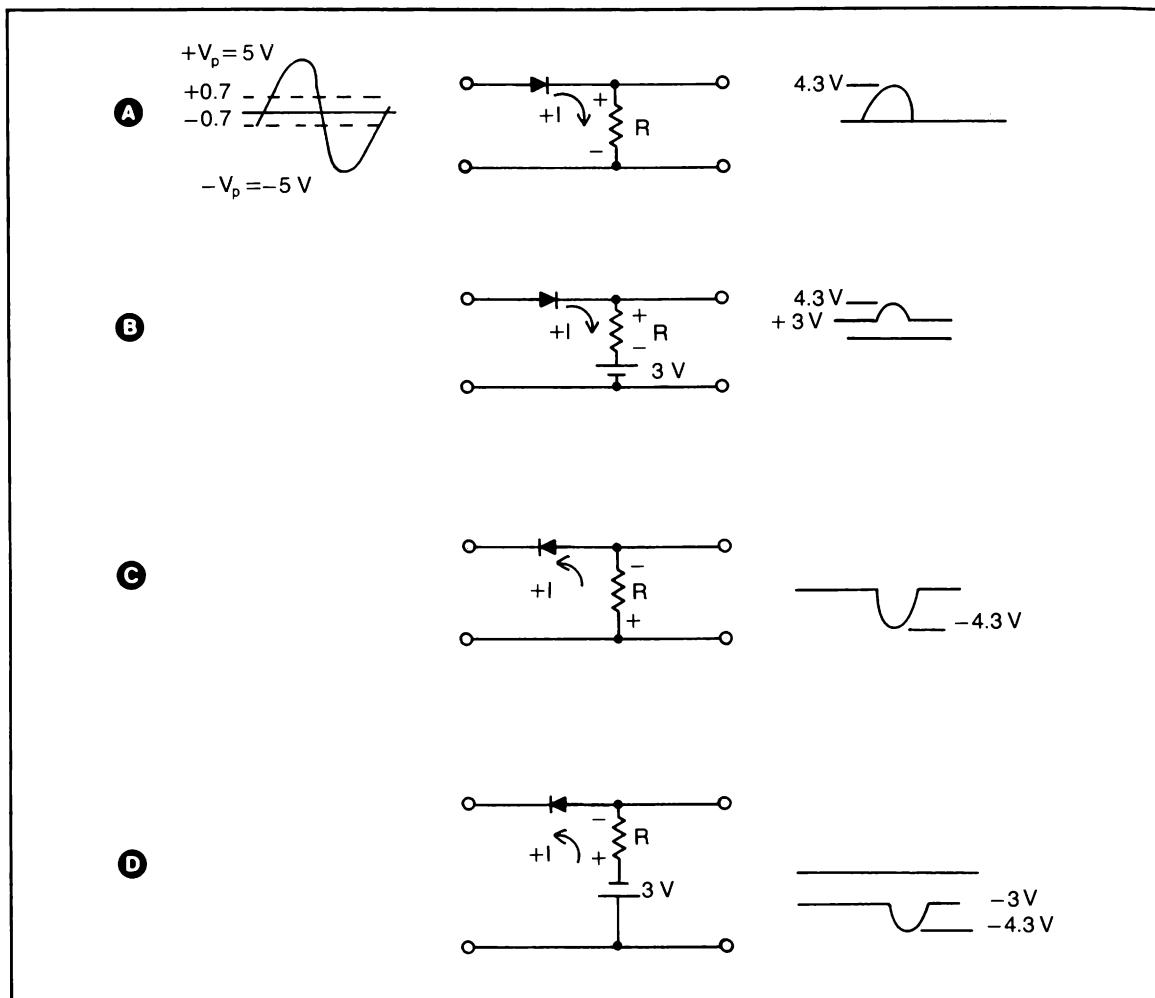 +Vp = 5 V
+0.7
−0.7
−Vp = −5 V
A
+I
+
R
−
4.3 V
B
+I
+
R
−
3 V
4.3 V
+ 3 V
C
+I
−
R
+
−4.3 V
D
+I
−
R
+
3 V
−3 V
−4.3 V